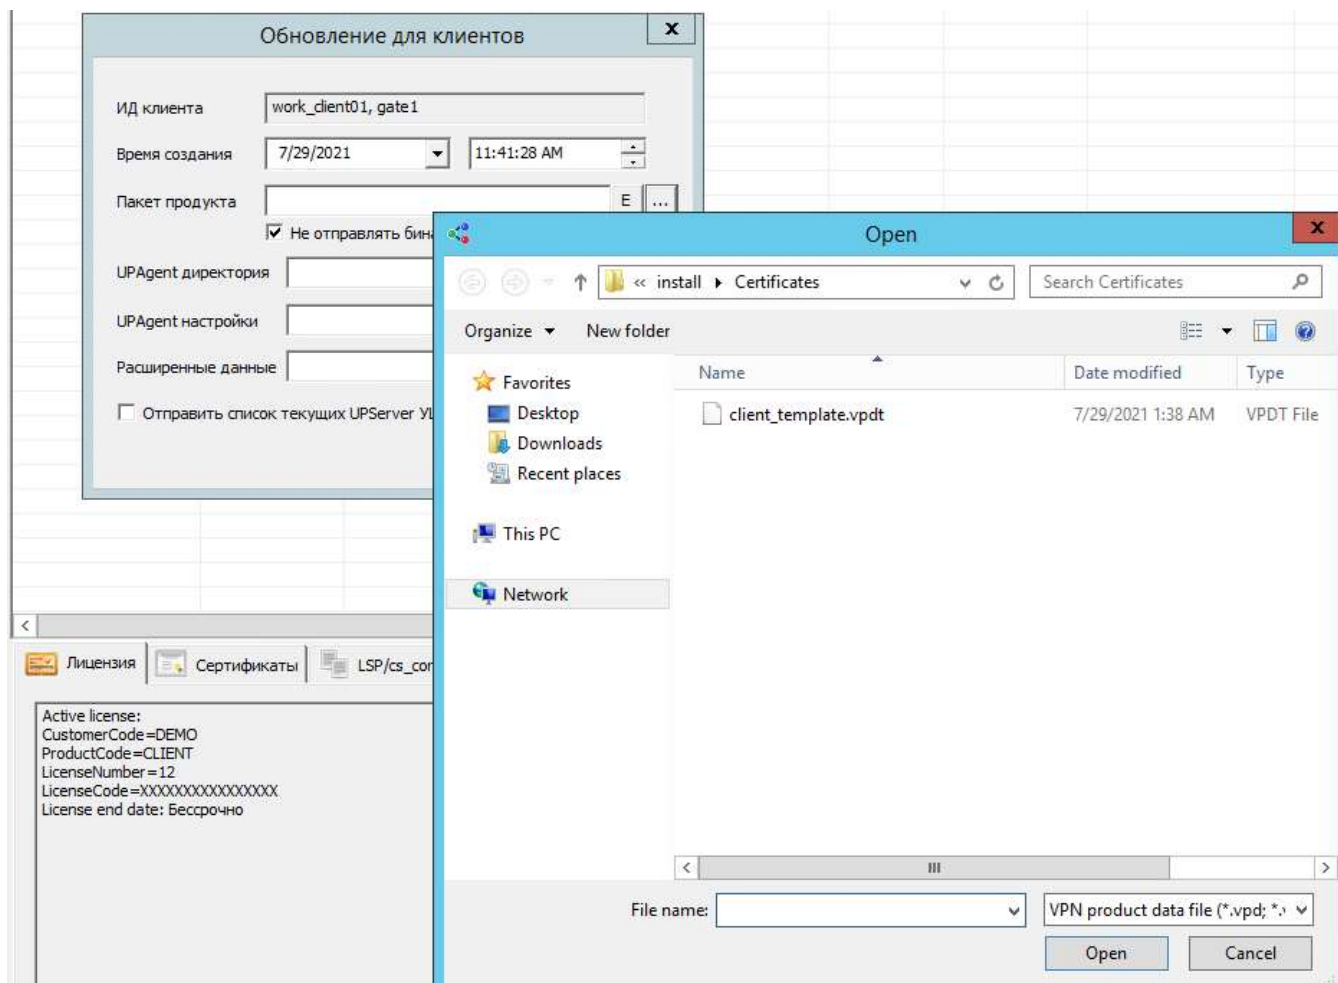 Обновление для клиентов
x
ИД клиента
work_client01, gate1
Время создания
7/29/2021
11:41:28 AM
Пакет продукта
E
...
Не отправлять
UPAgent директория
UPAgent настройки
Расширенные данные
Отправить список текущих UPServer
Open
x
« install Certificates
Search Certificates
Organize
New folder
Favorites
Desktop
Downloads
Recent places
This PC
Network
Name
Date modified
Type
client_template.vpdt
7/29/2021 1:38 AM
VPDT File
Лицензия
Сертификаты
Active license:
CustomerCode=DEMO
ProductCode=CLIENT
LicenseNumber=12
LicenseCode=XXXXXXXXXXXXXXXX
License end date: Бессрочно
File name:
VPN product data file (*.vpd; *.
Open
Cancel